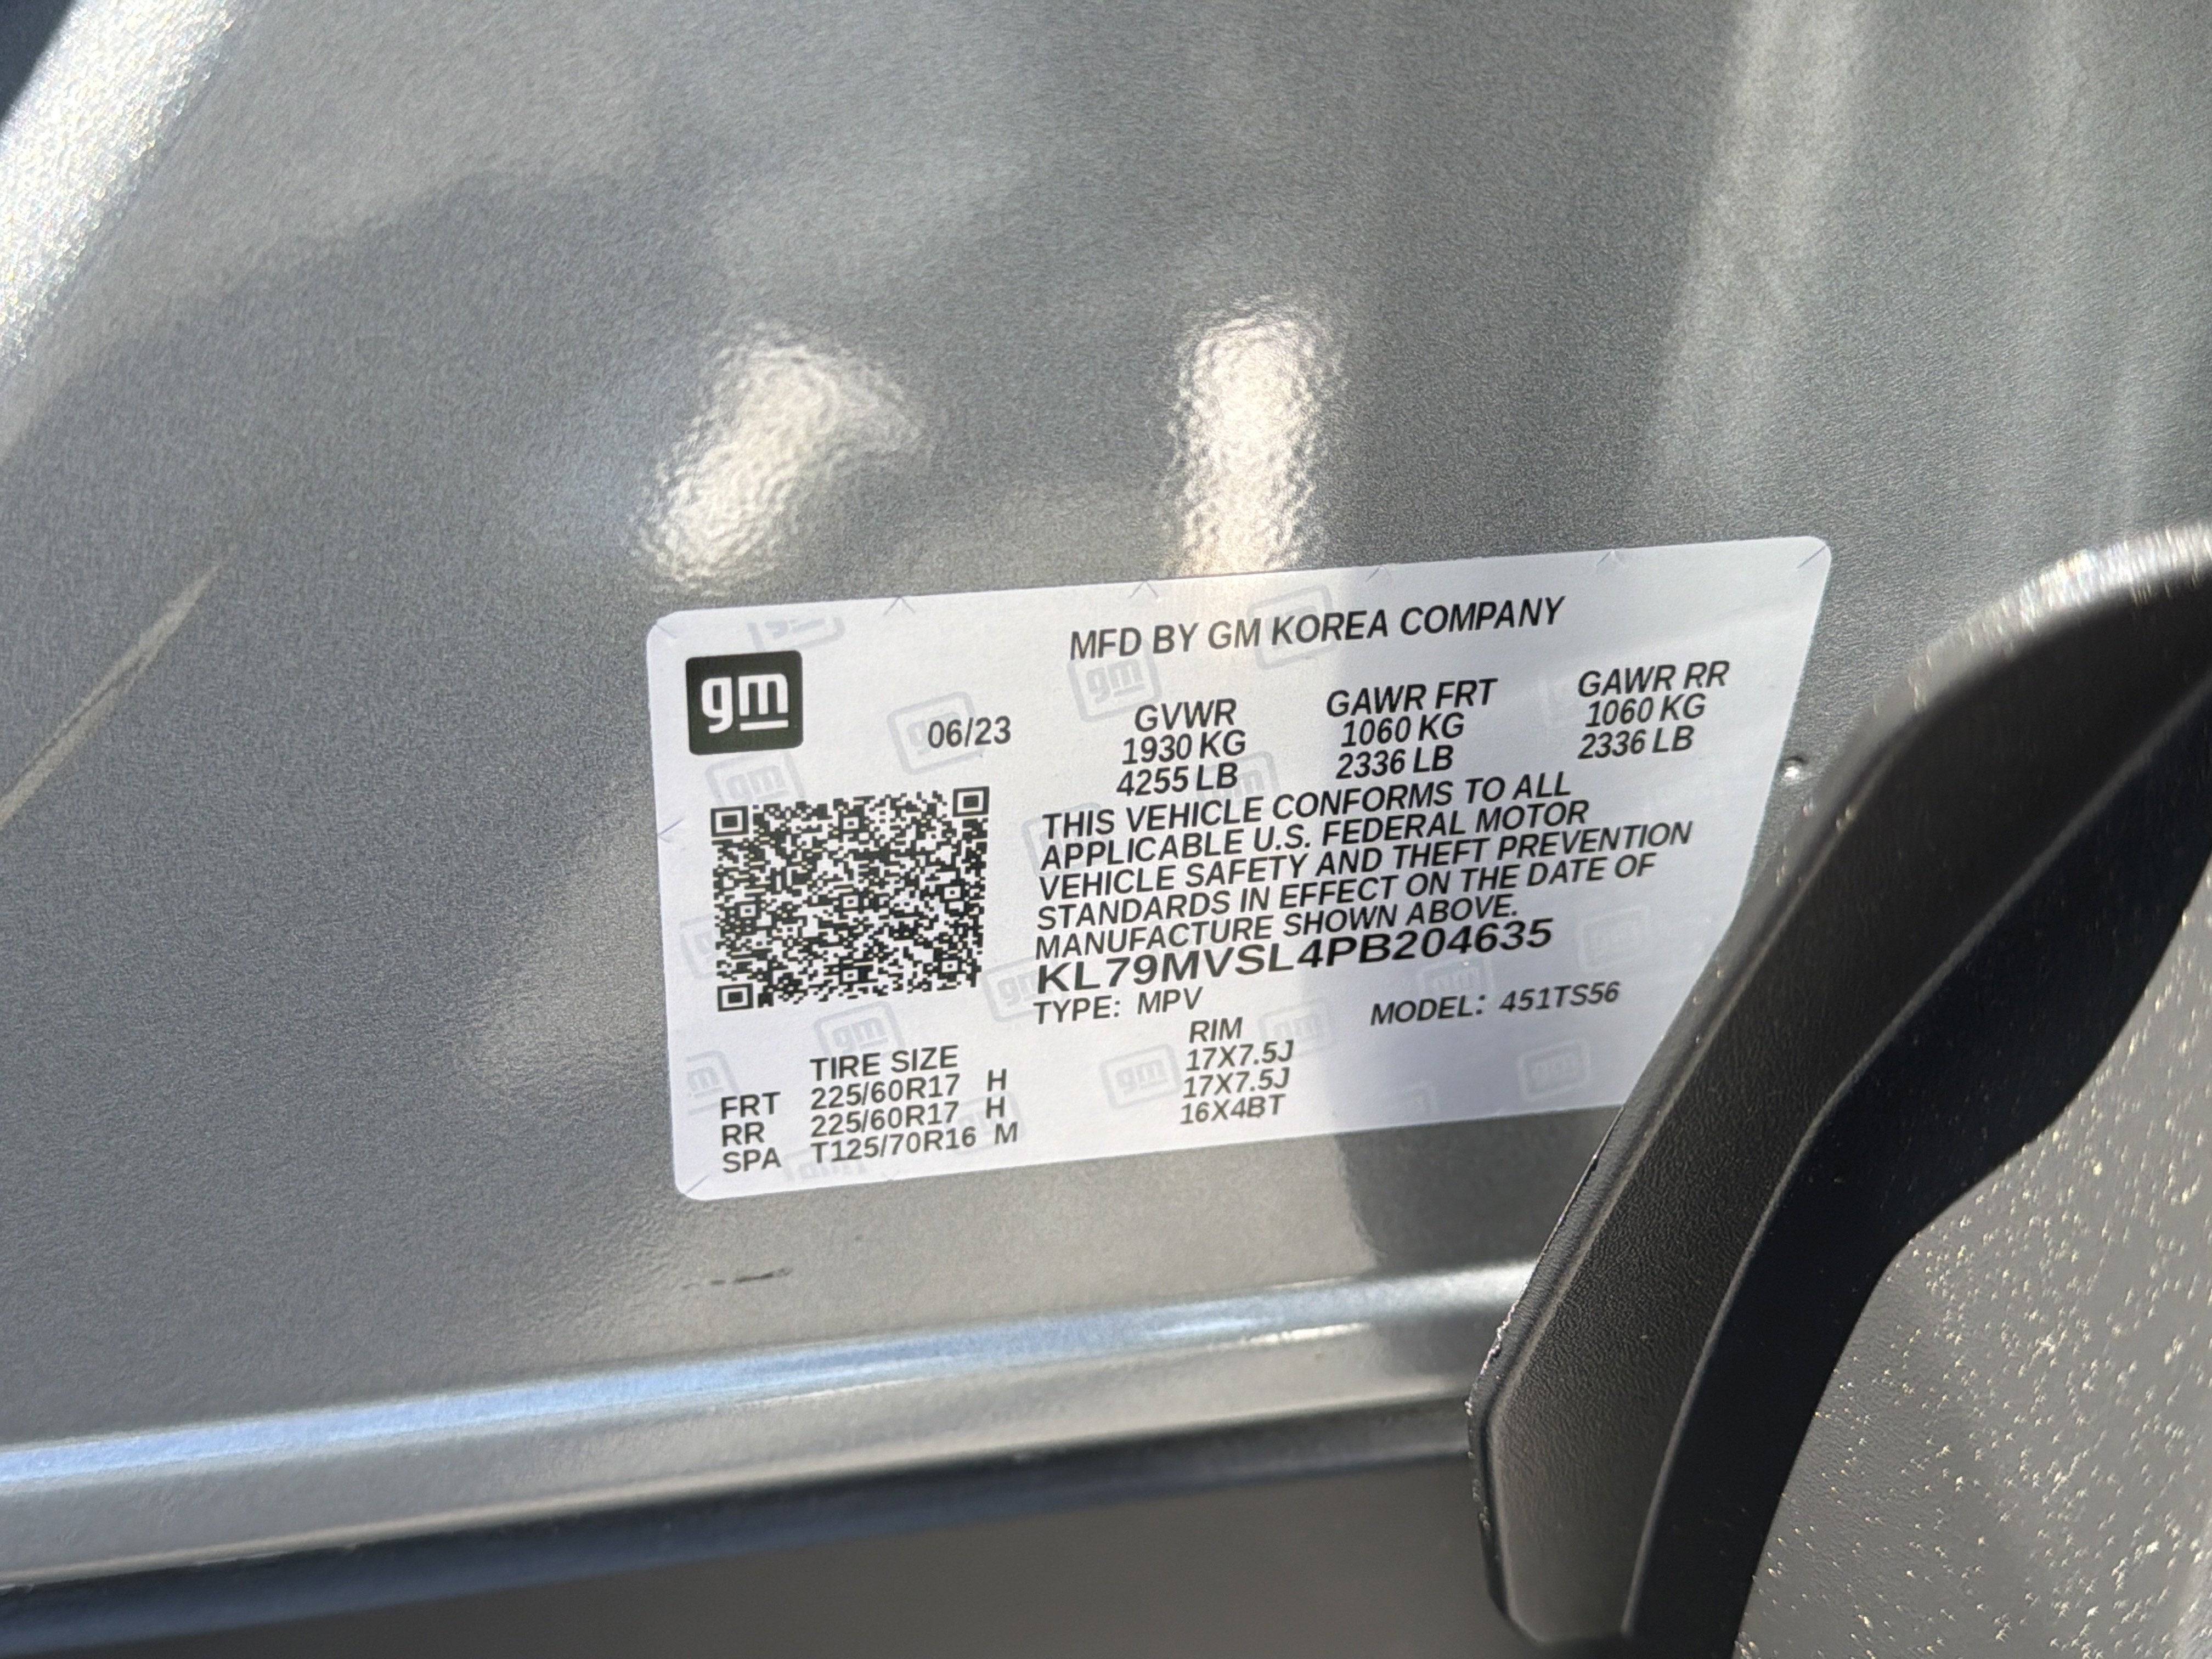 MFD BY GM KOREA COMPANY
gm
06/23
GVWR GAWR FRT GAWR RR
1930 KG 1060 KG 1060 KG
4255 LB 2336 LB 2336 LB
THIS VEHICLE CONFORMS TO ALL
APPLICABLE U.S. FEDERAL MOTOR
VEHICLE SAFETY AND THEFT PREVENTION
STANDARDS IN EFFECT ON THE DATE OF
MANUFACTURE SHOWN ABOVE.
KL79MVSL4PB204635
TYPE: MPV MODEL: 451TS56
TIRE SIZE RIM
FRT 225/60R17 H 17X7.5J
RR 225/60R17 H 17X7.5J
SPA T125/70R16 M 16X4BT